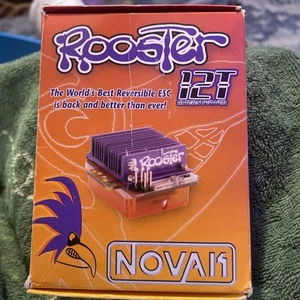 Rooster
12T
The World's Best Reversible ESC
is back and better than ever!
Rooster
NOVAK